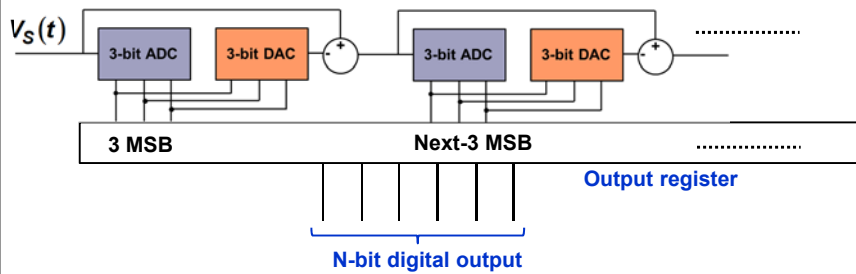 V_S(t)
3-bit ADC
3-bit DAC
+
-
3-bit ADC
3-bit DAC
+
-
3 MSB
Next-3 MSB
Output register
N-bit digital output